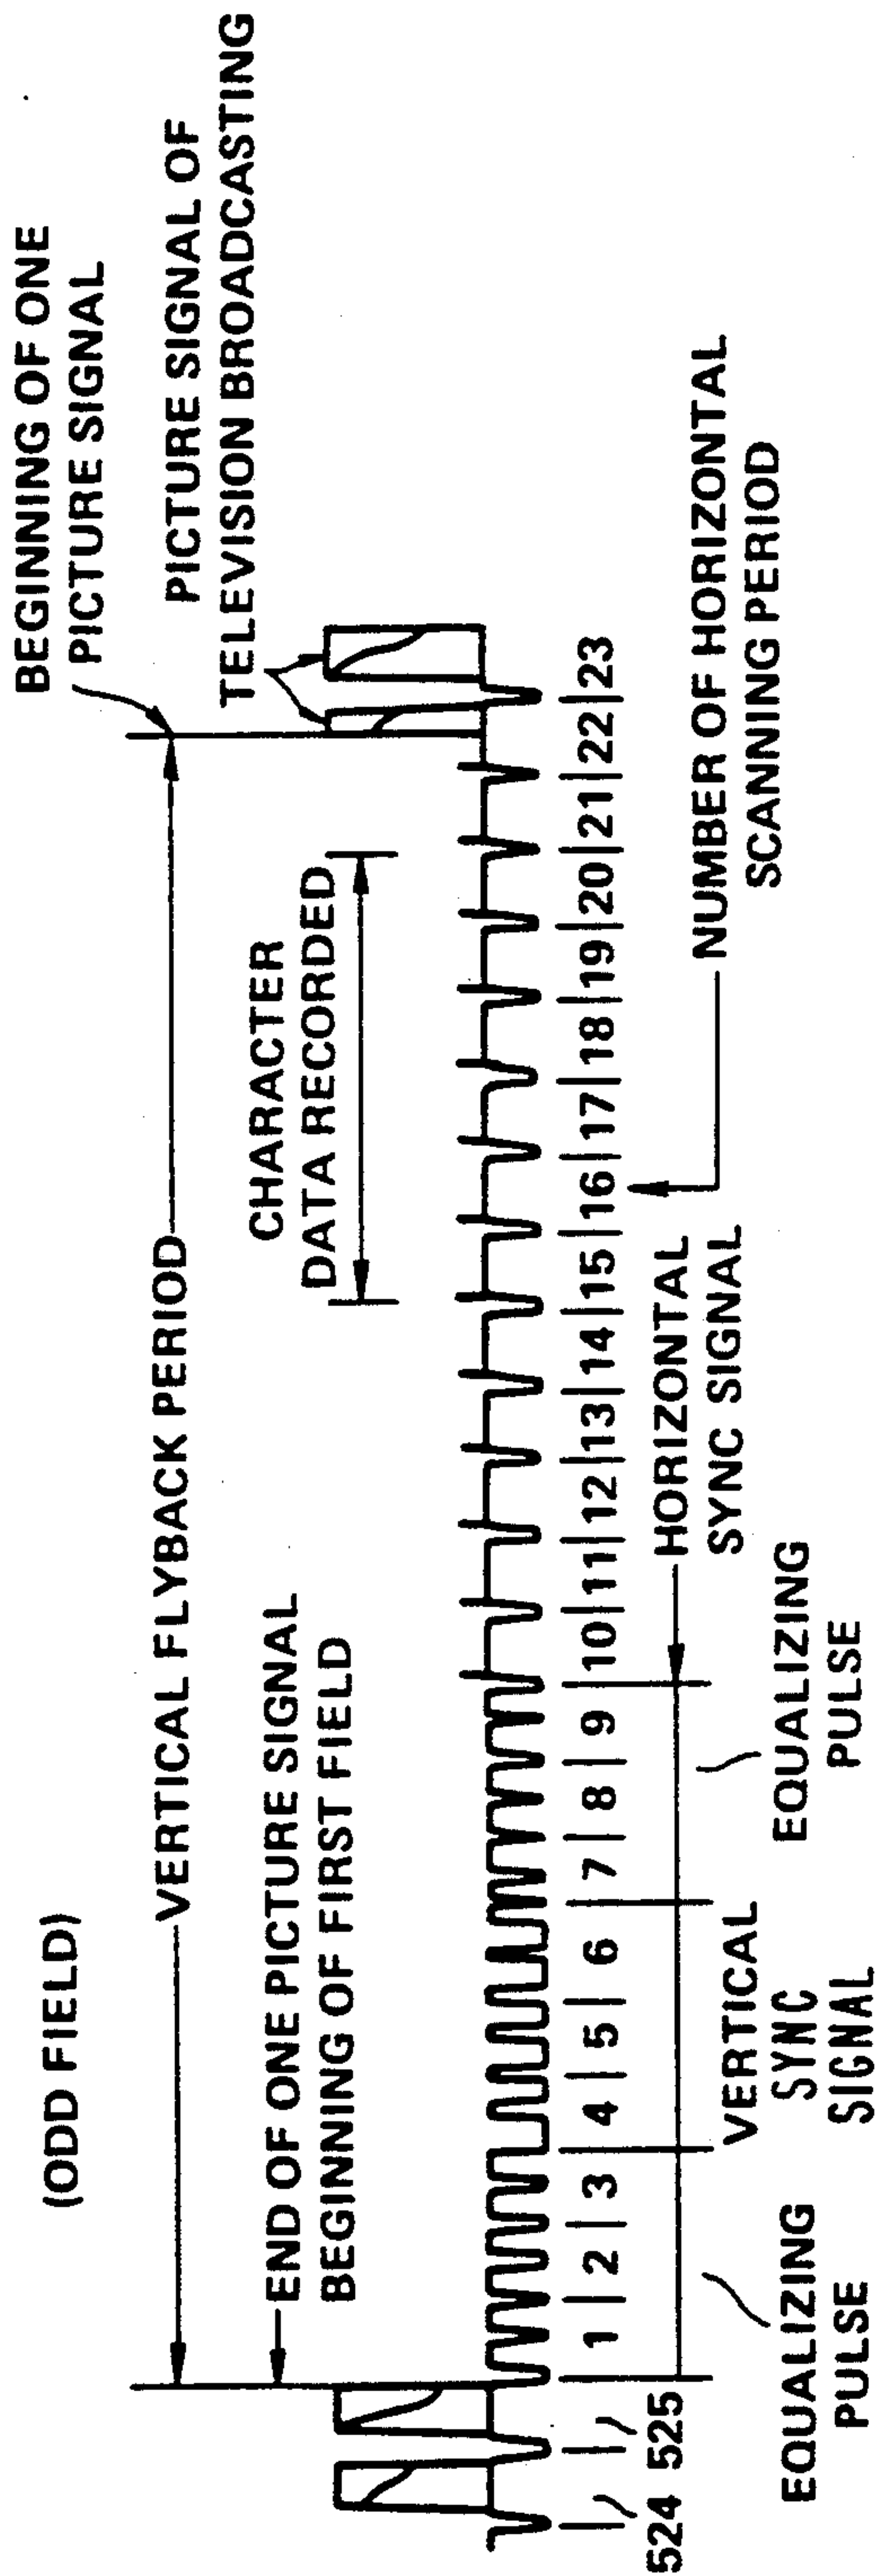 (ODD FIELD)
BEGINNING OF ONE
PICTURE SIGNAL
VERTICAL FLYBACK PERIOD
PICTURE SIGNAL OF
TELEVISION BROADCASTING
END OF ONE PICTURE SIGNAL
BEGINNING OF FIRST FIELD
CHARACTER
DATA RECORDED
524 525 1 2 3 4 5 6 7 8 9 10 11 12 13 14 15 16 17 18 19 20 21 22 23
EQUALIZING
PULSE
VERTICAL
SYNC
SIGNAL
EQUALIZING
PULSE
HORIZONTAL
SYNC SIGNAL
NUMBER OF HORIZONTAL
SCANNING PERIOD